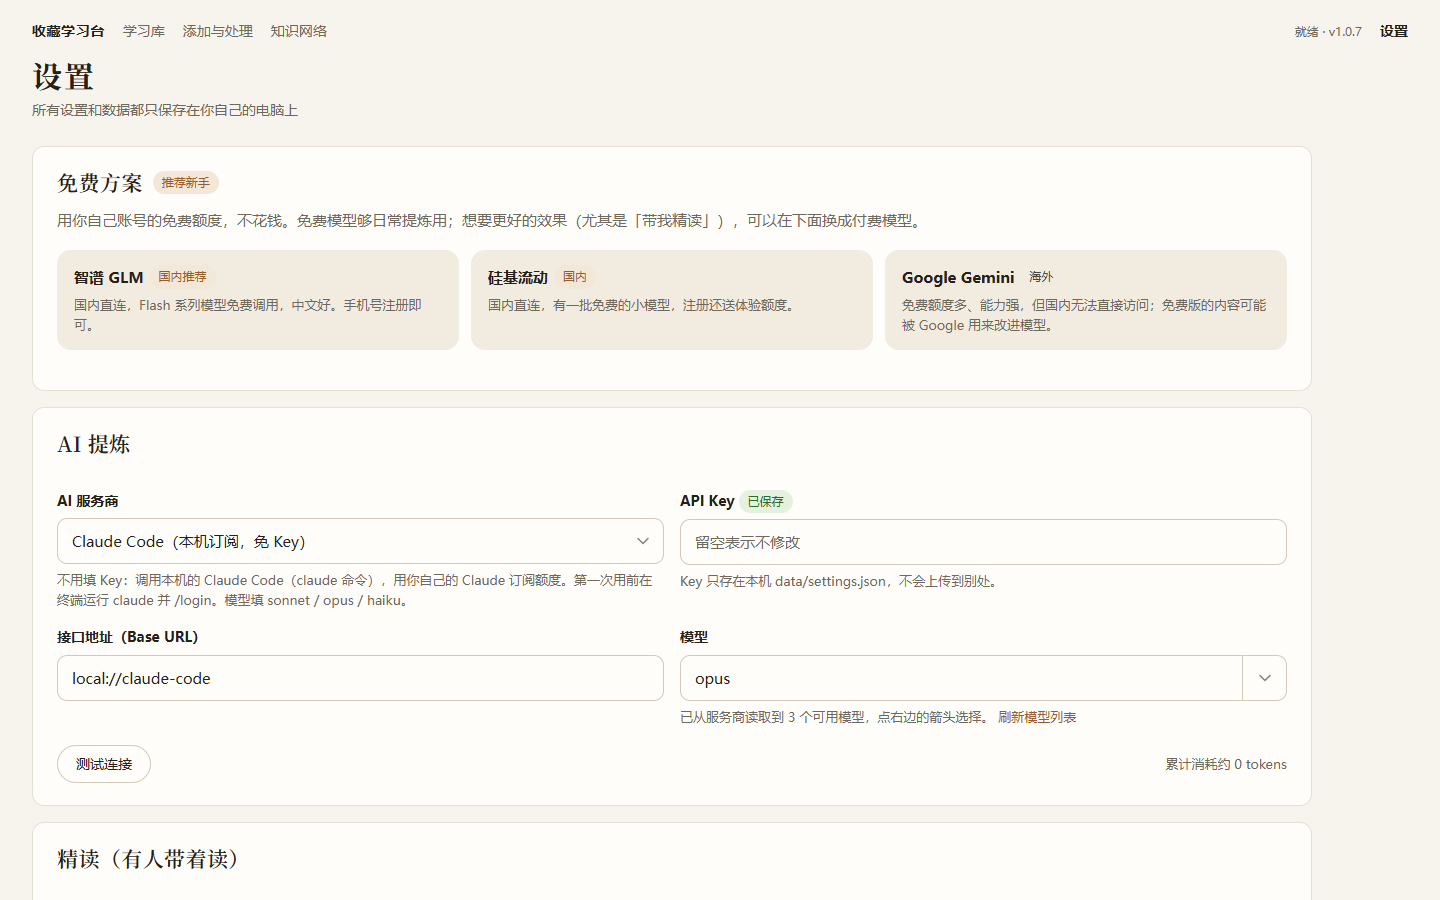 收藏学习台 学习库 添加与处理 知识网络 就绪 · v1.0.7 设置
设置
所有设置和数据都只保存在你自己的电脑上
免费方案 推荐新手
用你自己账号的免费额度，不花钱。免费模型够日常提炼用；想要更好的效果（尤其是「带我精读」），可以在下面换成付费模型。
智谱 GLM 国内推荐
国内直连，Flash 系列模型免费调用，中文好。手机号注册即
可。
硅基流动 国内
国内直连，有一批免费的小模型，注册还送体验额度。
Google Gemini 海外
免费额度多、能力强，但国内无法直接访问；免费版的内容可能
被 Google 用来改进模型。
AI 提炼
AI 服务商
Claude Code（本机订阅，免 Key）
不用填 Key：调用本机的 Claude Code（claude 命令），用你自己的 Claude 订阅额度。第一次用前在
终端运行 claude 并 /login。模型填 sonnet / opus / haiku。
API Key 已保存
留空表示不修改
Key 只存在本机 data/settings.json，不会上传到别处。
接口地址（Base URL）
local://claude-code
模型
opus
已从服务商读取到 3 个可用模型，点右边的箭头选择。 刷新模型列表
测试连接
累计消耗约 0 tokens
精读（有人带着读）